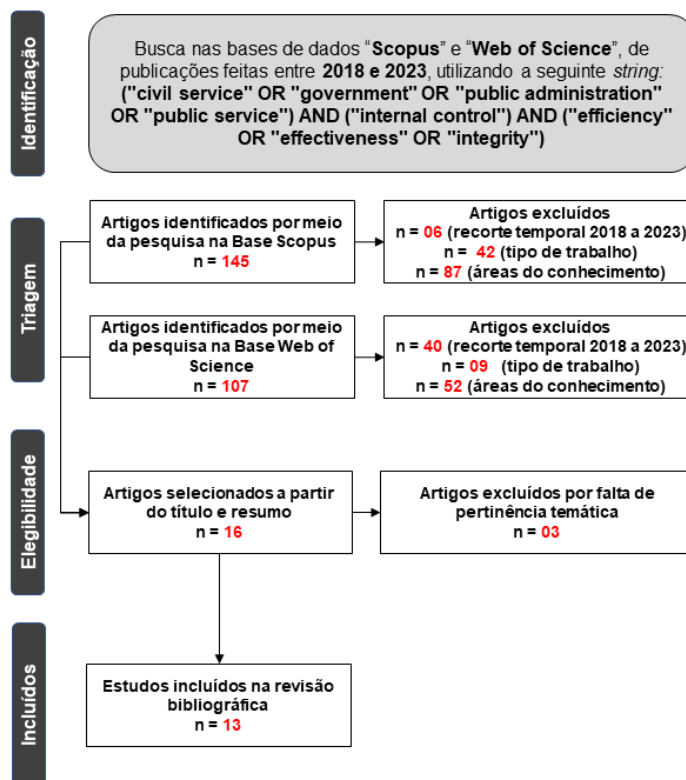 Identificação
Busca nas bases de dados “Scopus” e “Web of Science”, de
publicações feitas entre 2018 e 2023, utilizando a seguinte string:
("civil service" OR "government" OR "public administration"
OR "public service") AND ("internal control") AND ("efficiency"
OR "effectiveness" OR "integrity")
Triagem
Artigos identificados por meio
da pesquisa na Base Scopus
n = 145
Artigos excluídos
n = 06 (recorte temporal 2018 a 2023)
n = 42 (tipo de trabalho)
n = 87 (áreas do conhecimento)
Artigos identificados por meio
da pesquisa na Base Web of
Science
n = 107
Artigos excluídos
n = 40 (recorte temporal 2018 a 2023)
n = 09 (tipo de trabalho)
n = 52 (áreas do conhecimento)
Elegibilidade
Artigos selecionados a partir
do título e resumo
n = 16
Artigos excluídos por falta de
pertinência temática
n = 03
Incluídos
Estudos incluídos na revisão
bibliográfica
n = 13